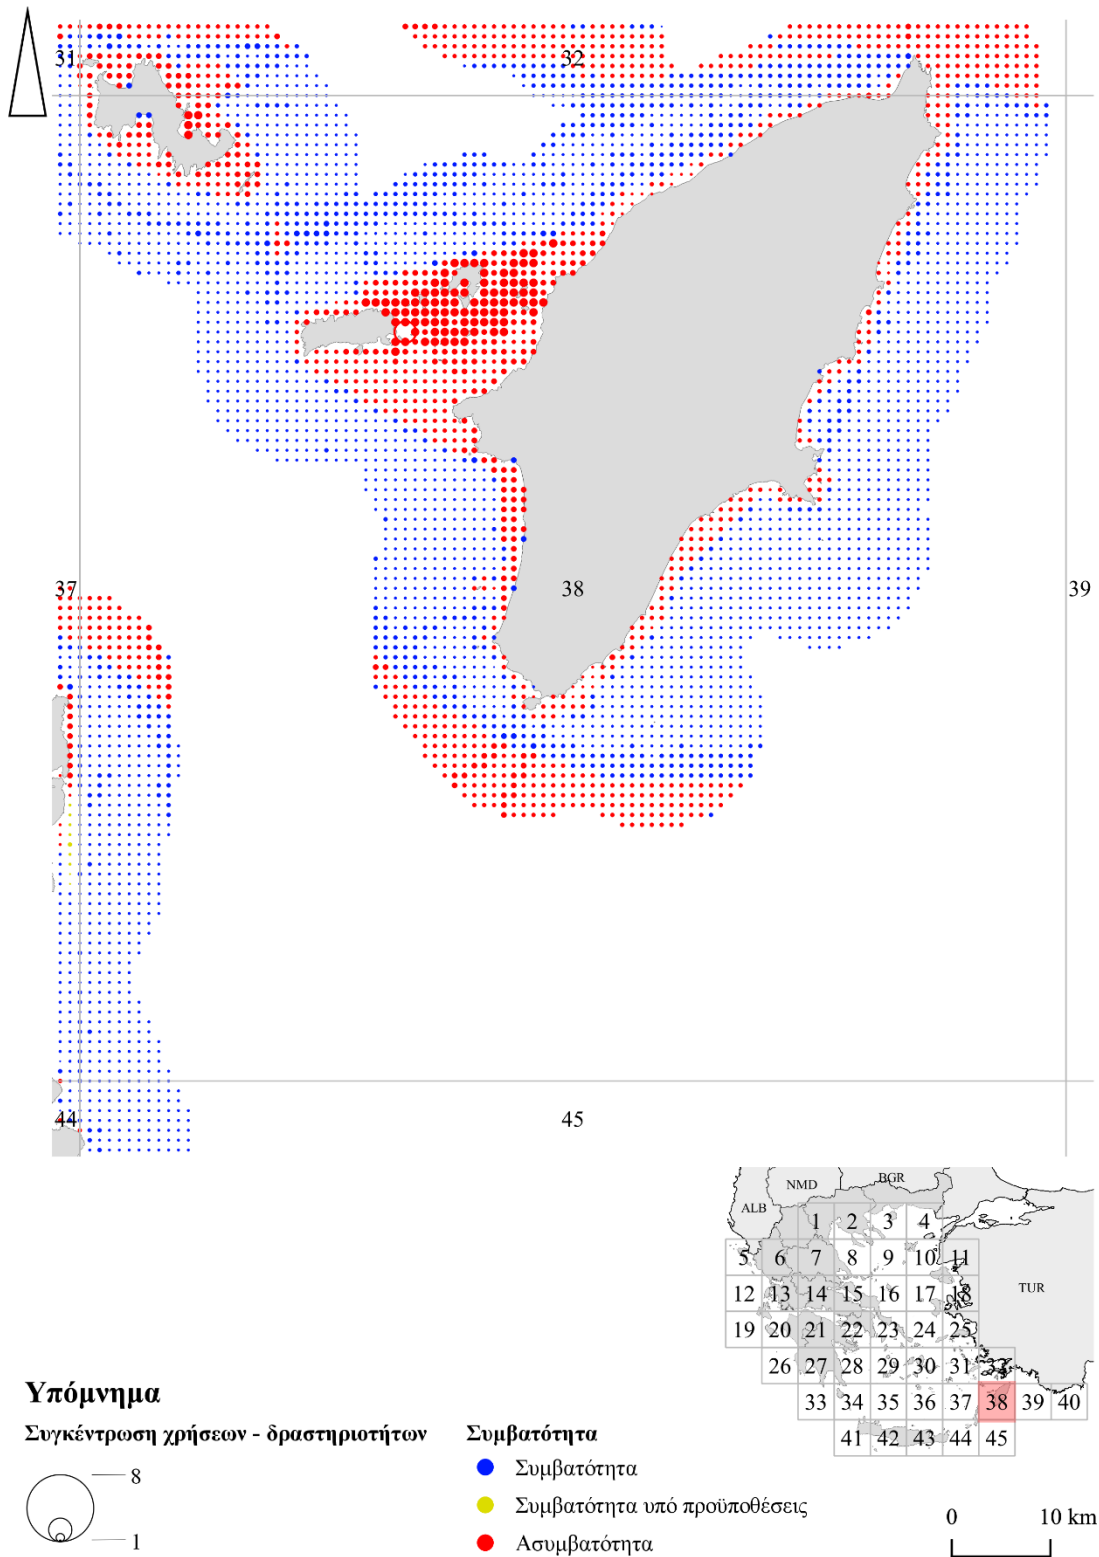 31
32
37
38
39
44
45
NMD
BGR
ALB
1 2 3 4
5 6 7 8 9 10 11
TUR
12 13 14 15 16 17 18
19 20 21 22 23 24 25
26 27 28 29 30 31 32
33 34 35 36 37 38 39 40
41 42 43 44 45
Υπόμνημα
Συγκέντρωση χρήσεων - δραστηριοτήτων
8
1
Συμβατότητα
Συμβατότητα
Συμβατότητα υπό προϋποθέσεις
Ασυμβατότητα
0 10 km